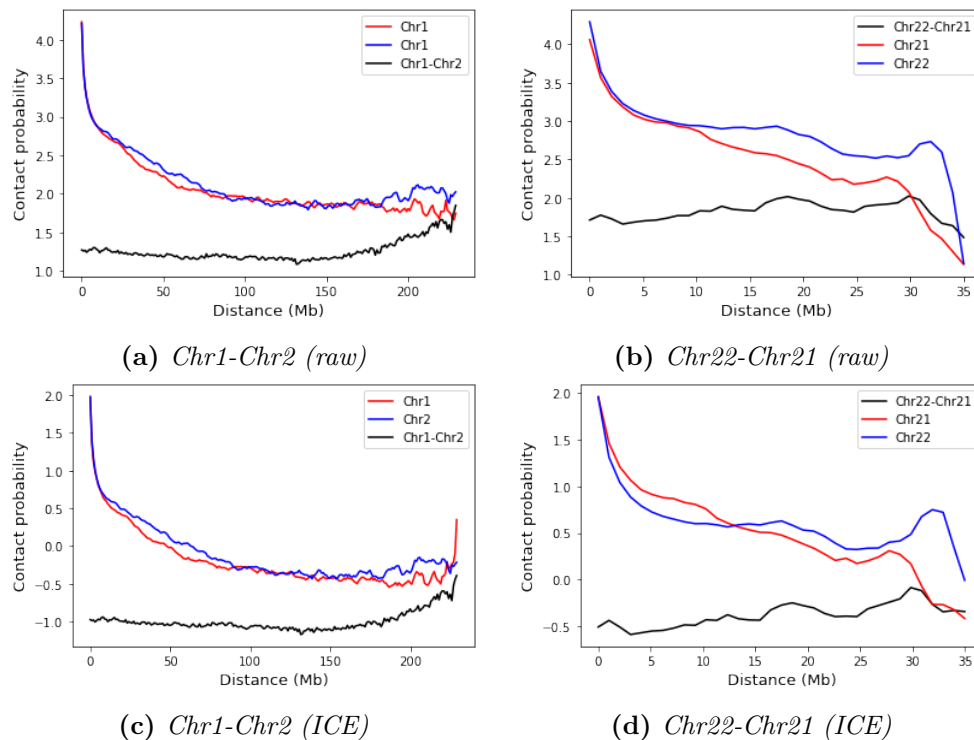 4.0
3.5
3.0
2.5
2.0
1.5
1.0
Contact probability
Chr1
Chr1
Chr1-Chr2
0 50 100 150 200
Distance (Mb)
(a) Chr1-Chr2 (raw)
4.0
3.5
3.0
2.5
2.0
1.5
1.0
Contact probability
Chr22-Chr21
Chr21
Chr22
0 5 10 15 20 25 30 35
Distance (Mb)
(b) Chr22-Chr21 (raw)
2.0
1.5
1.0
0.5
0.0
−0.5
−1.0
Contact probability
Chr1
Chr2
Chr1-Chr2
0 50 100 150 200
Distance (Mb)
(c) Chr1-Chr2 (ICE)
2.0
1.5
1.0
0.5
0.0
−0.5
Contact probability
Chr22-Chr21
Chr21
Chr22
0 5 10 15 20 25 30 35
Distance (Mb)
(d) Chr22-Chr21 (ICE)